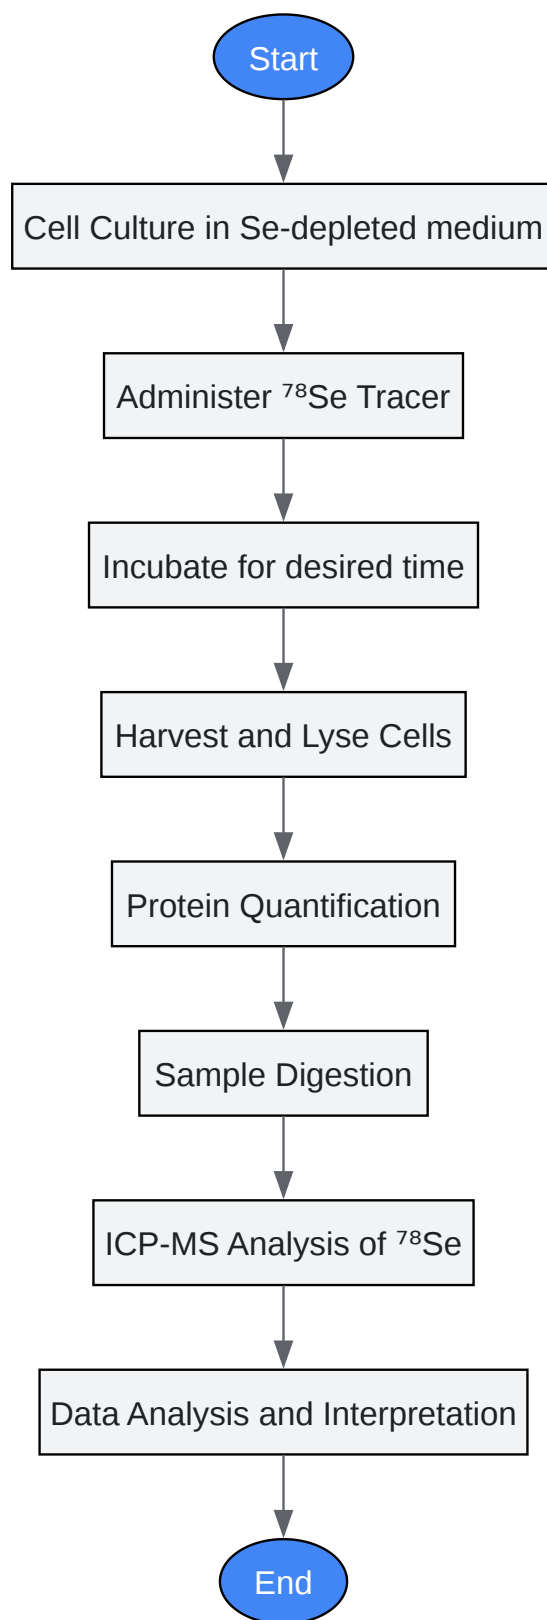 Start
Cell Culture in Se-depleted medium
Administer ⁷⁸Se Tracer
Incubate for desired time
Harvest and Lyse Cells
Protein Quantification
Sample Digestion
ICP-MS Analysis of ⁷⁸Se
Data Analysis and Interpretation
End